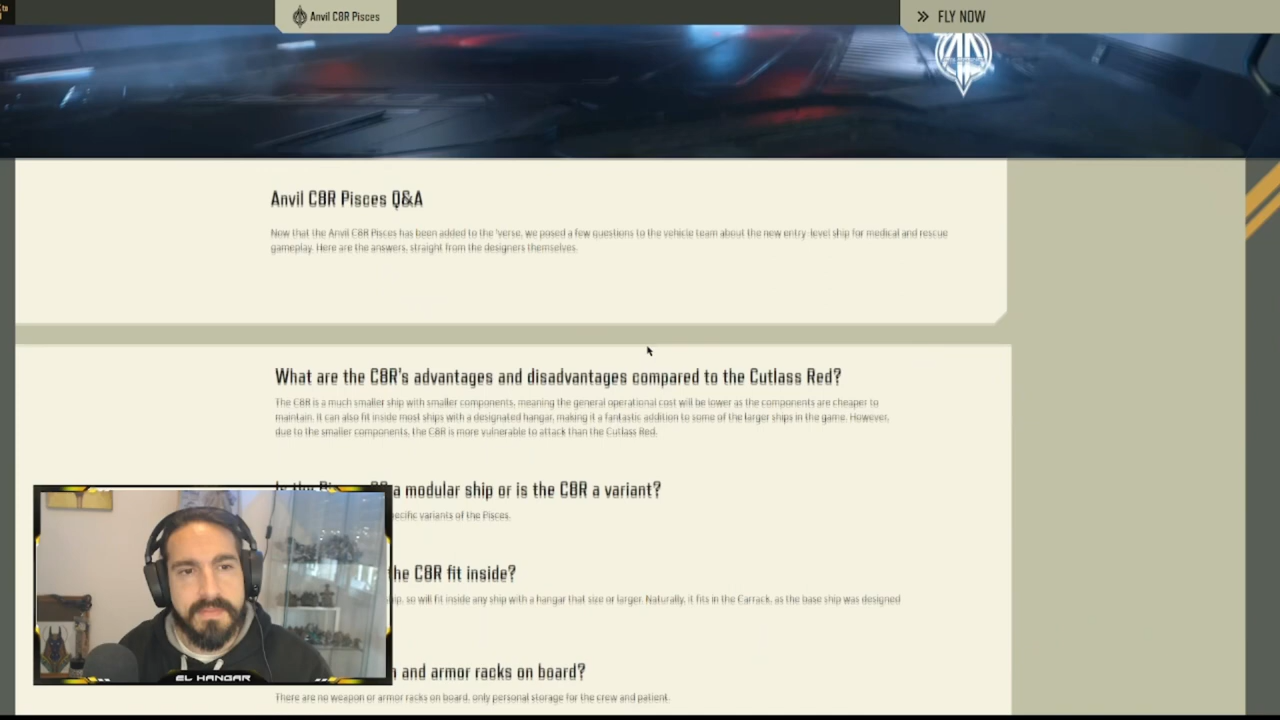 Anvil C8R Pisces
FLY NOW
Anvil C8R Pisces Q&A
Now that the Anvil C8R Pisces has been added to the 'verse, we posed a few questions to the vehicle team about the new entry-level ship for medical and rescue
gameplay. Here are the answers, straight from the designers themselves.
What are the C8R's advantages and disadvantages compared to the Cutlass Red?
The C8R is a much smaller ship with smaller components, meaning the general operational cost will be lower as the components are cheaper to
maintain. It can also fit inside most ships with a designated hangar, making it a fantastic addition to some of the larger ships in the game. However,
due to the smaller components, the C8R is more vulnerable to attack than the Cutlass Red.
a modular ship or is the C8R a variant?
specific variants of the Pisces.
the C8R fit inside?
ship, so will fit inside any ship with a hangar that size or larger. Naturally, it fits in the Carrack, as the base ship was designed
and armor racks on board?
There are no weapon or armor racks on board, only personal storage for the crew and patient.
EL HANGAR